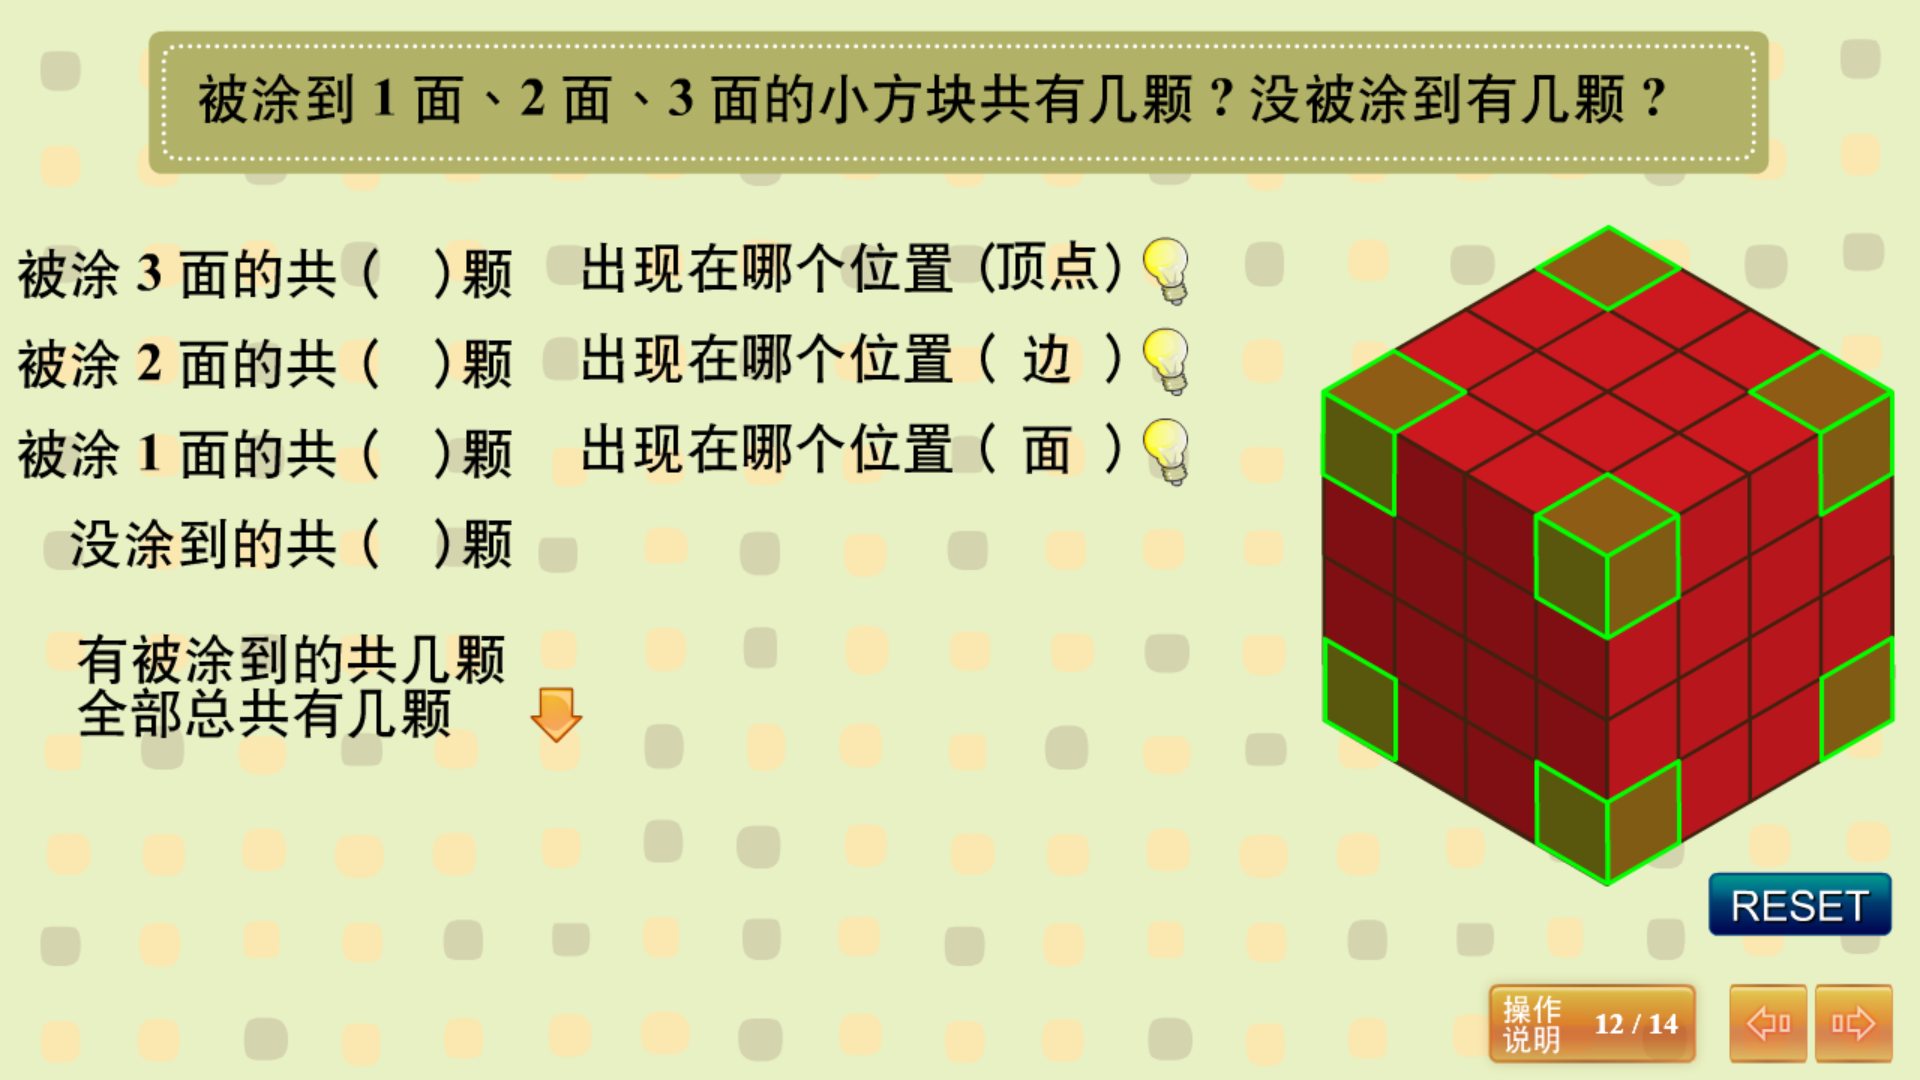 被涂到 1 面、2 面、3 面的小方块共有几颗？没被涂到有几颗？
被涂 3 面的共（ ）颗 出现在哪个位置（顶点）
被涂 2 面的共（ ）颗 出现在哪个位置（ 边 ）
被涂 1 面的共（ ）颗 出现在哪个位置（ 面 ）
没涂到的共（ ）颗
有被涂到的共几颗
全部总共有几颗
RESET
操作
说明 12 / 14